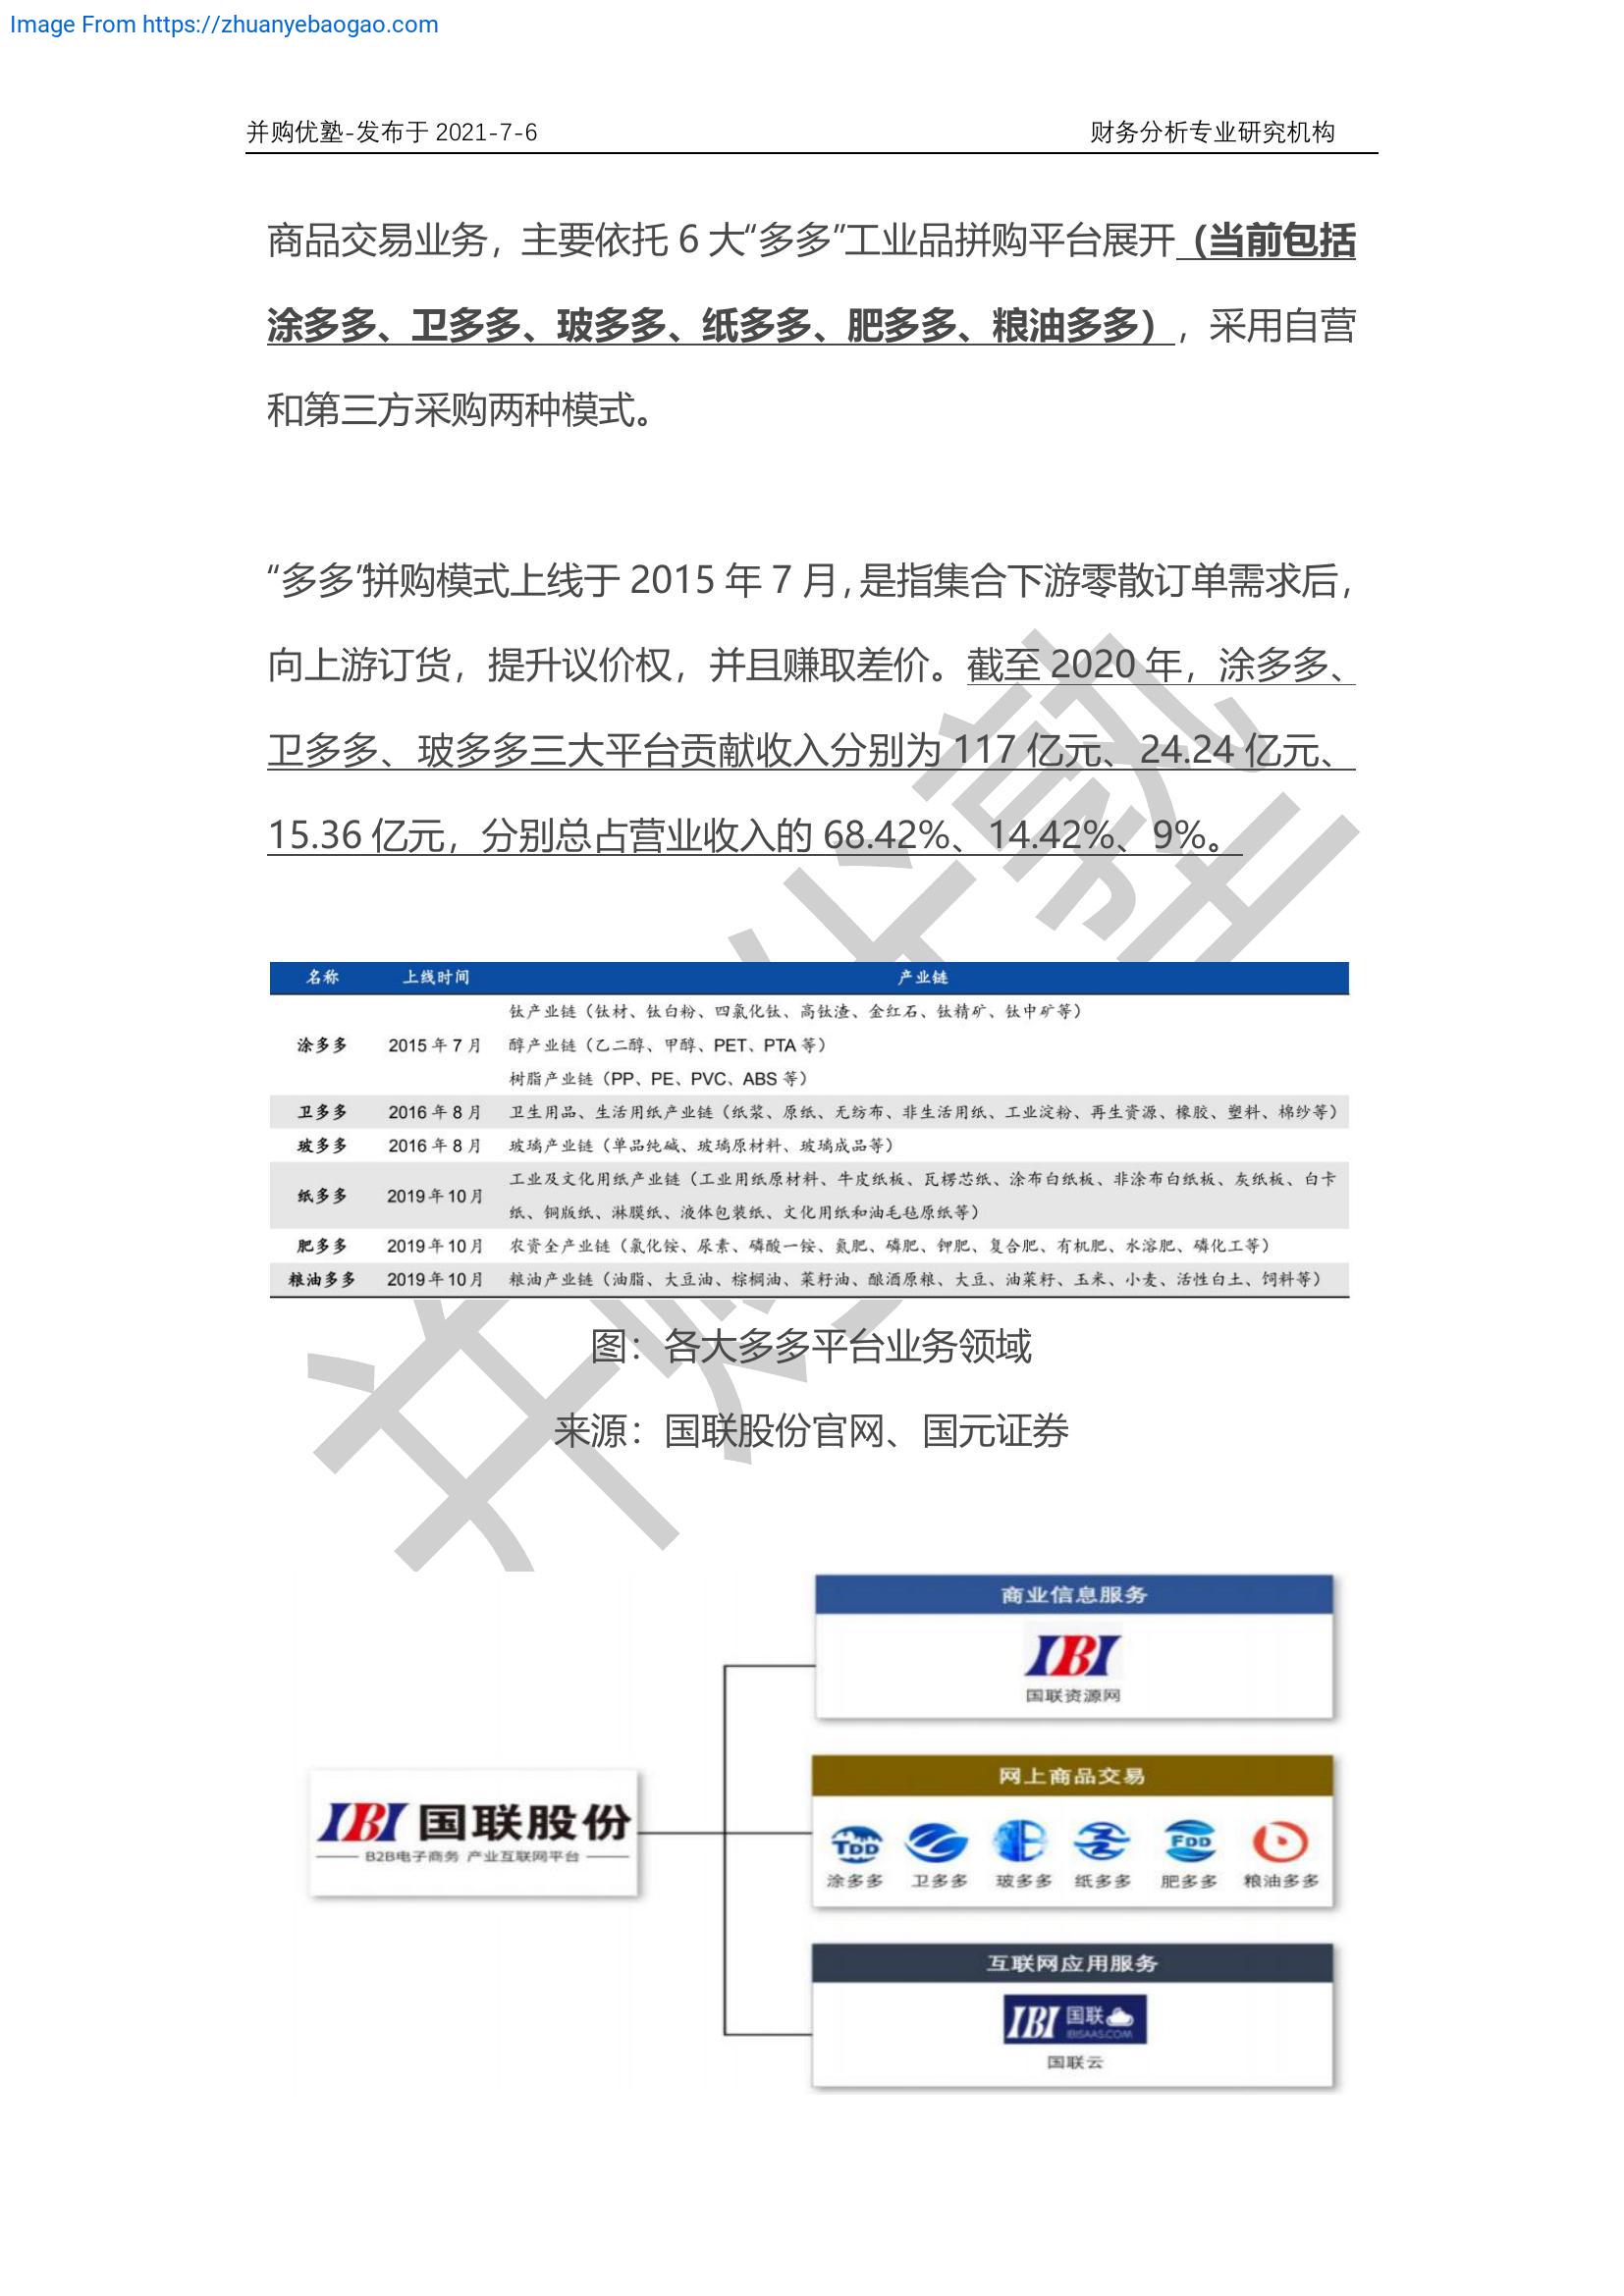 Image From https://zhuanyebaogao.com
并购优塾-发布于 2021-7-6 财务分析专业研究机构
商品交易业务，主要依托 6 大“多多”工业品拼购平台展开（当前包括
涂多多、卫多多、玻多多、纸多多、肥多多、粮油多多），采用自营
和第三方采购两种模式。
“多多”拼购模式上线于 2015 年 7 月，是指集合下游零散订单需求后，
向上游订货，提升议价权，并且赚取差价。截至 2020 年，涂多多、
卫多多、玻多多三大平台贡献收入分别为 117 亿元、24.24 亿元、
15.36 亿元，分别总占营业收入的 68.42%、14.42%、9%。
名称 上线时间 产业链
钛产业链（钛材、钛白粉、四氯化钛、高钛渣、金红石、钛精矿、钛中矿等）
涂多多 2015 年 7 月 醇产业链（乙二醇、甲醇、PET、PTA 等）
树脂产业链（PP、PE、PVC、ABS 等）
卫多多 2016 年 8 月 卫生用品、生活用纸产业链（纸浆、原纸、无纺布、非生活用纸、工业淀粉、再生资源、橡胶、塑料、棉纱等）
玻多多 2016 年 8 月 玻璃产业链（单品纯碱、玻璃原材料、玻璃成品等）
纸多多 2019 年 10 月 工业及文化用纸产业链（工业用纸原材料、牛皮纸板、瓦楞芯纸、涂布白纸板、非涂布白纸板、灰纸板、白卡
纸、铜版纸、淋膜纸、液体包装纸、文化用纸和油毛毡原纸等）
肥多多 2019 年 10 月 农资全产业链（氯化铵、尿素、磷酸一铵、氮肥、磷肥、钾肥、复合肥、有机肥、水溶肥、磷化工等）
粮油多多 2019 年 10 月 粮油产业链（油脂、大豆油、棕榈油、菜籽油、酿酒原粮、大豆、油菜籽、玉米、小麦、活性白土、饲料等）
图：各大多多平台业务领域
来源：国联股份官网、国元证券
商业信息服务
IBI
国联资源网
网上商品交易
IBI 国联股份
B2B电子商务 产业互联网平台
TDD FDD
涂多多 卫多多 玻多多 纸多多 肥多多 粮油多多
互联网应用服务
IBI 国联
IBISAAS.COM
国联云